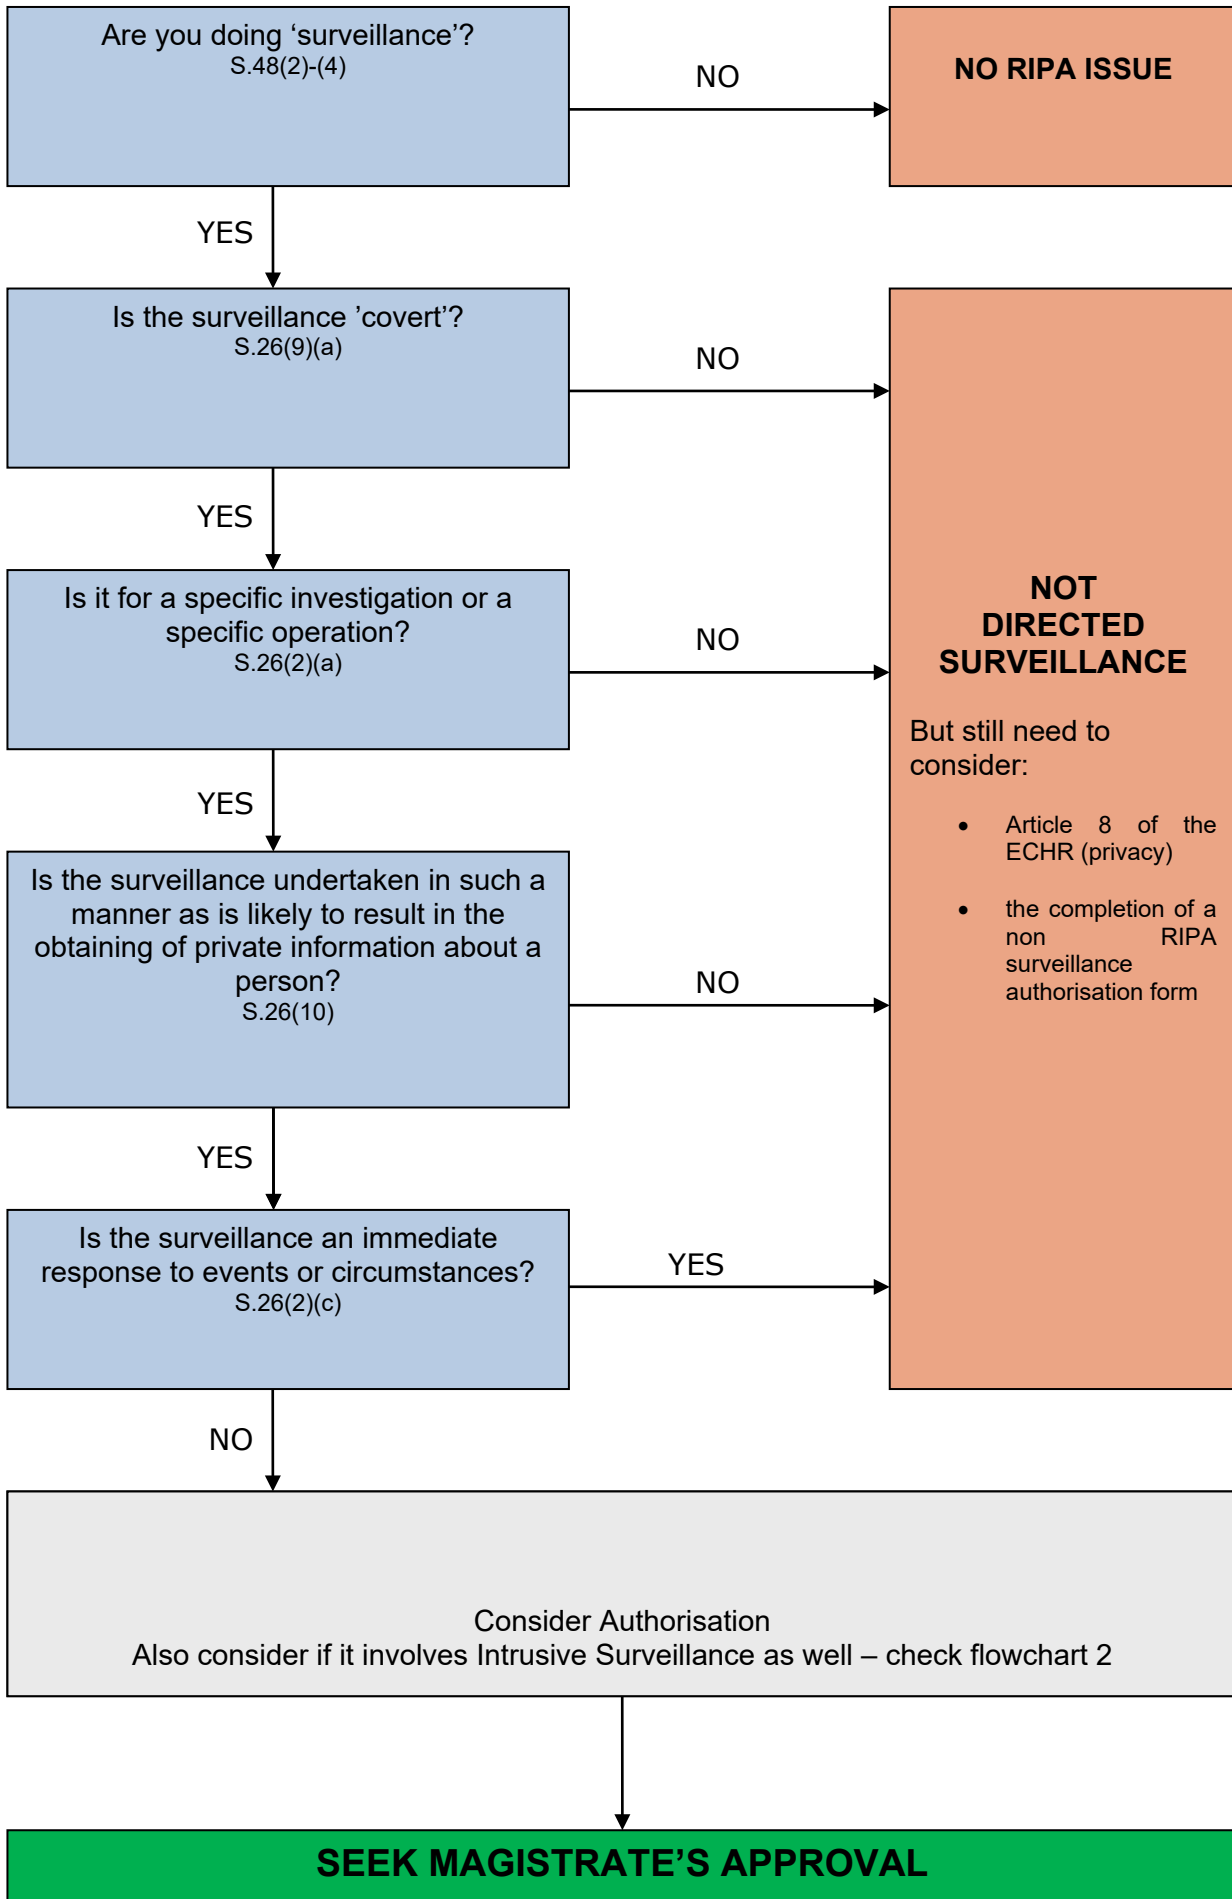 Are you doing ‘surveillance’?
S.48(2)-(4)
NO
NO RIPA ISSUE
YES
Is the surveillance ’covert’?
S.26(9)(a)
NO
YES
Is it for a specific investigation or a
specific operation?
S.26(2)(a)
NO
YES
Is the surveillance undertaken in such a
manner as is likely to result in the
obtaining of private information about a
person?
S.26(10)
NO
YES
Is the surveillance an immediate
response to events or circumstances?
S.26(2)(c)
YES
NOT
DIRECTED
SURVEILLANCE
But still need to
consider:
• Article 8 of the
ECHR (privacy)
• the completion of a
non RIPA
surveillance
authorisation form
NO
Consider Authorisation
Also consider if it involves Intrusive Surveillance as well – check flowchart 2
SEEK MAGISTRATE’S APPROVAL